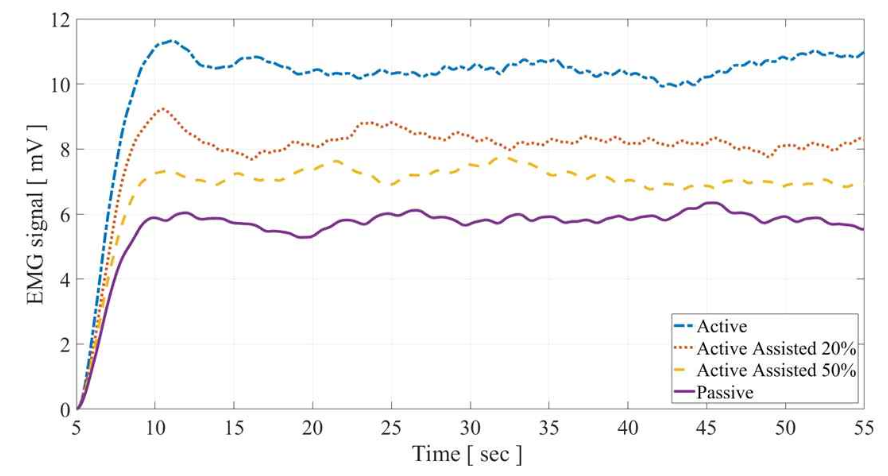 12
10
8
6
4
2
0
EMG signal [ mV ]
5 10 15 20 25 30 35 40 45 50 55
Time [ sec ]
Active
Active Assisted 20%
Active Assisted 50%
Passive